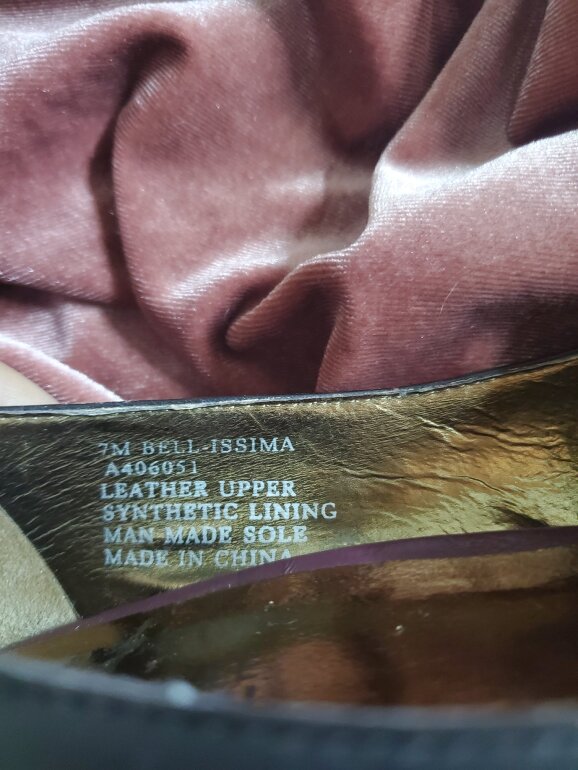 7M BELL-ISSIMA
A406051
LEATHER UPPER
SYNTHETIC LINING
MAN MADE SOLE
MADE IN CHINA